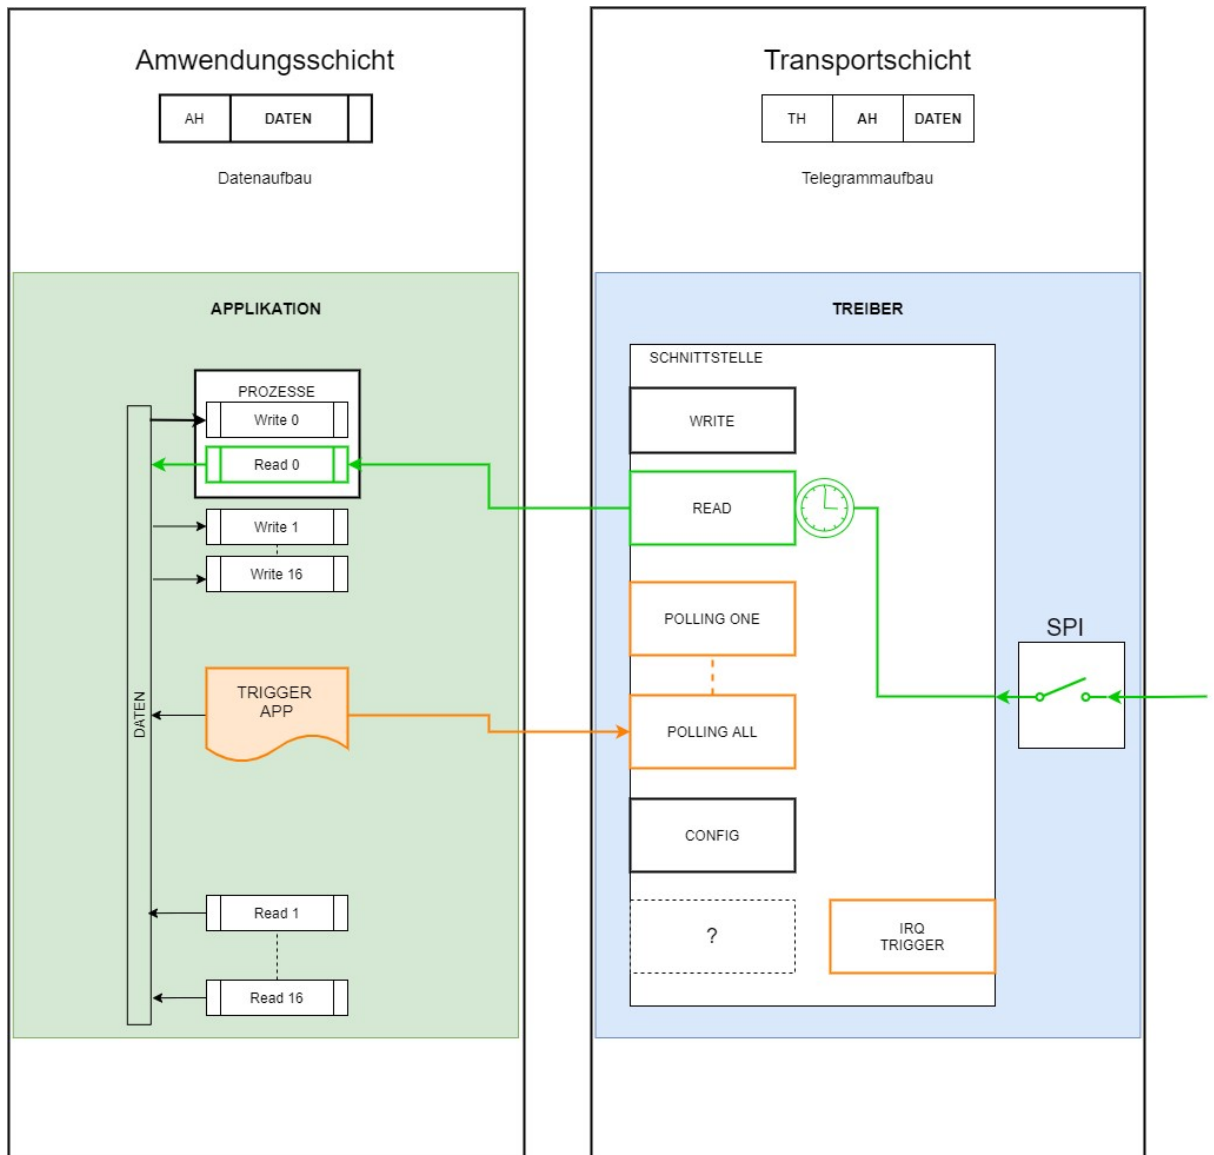 Amwendungsschicht
AH DATEN
Datenaufbau
APPLIKATION
PROZESSE
Write 0
Read 0
Write 1
Write 16
DATEN
TRIGGER
APP
Read 1
Read 16
Transportschicht
TH AH DATEN
Telegrammaufbau
TREIBER
SCHNITTSTELLE
WRITE
READ
POLLING ONE
SPI
POLLING ALL
CONFIG
?
IRQ
TRIGGER